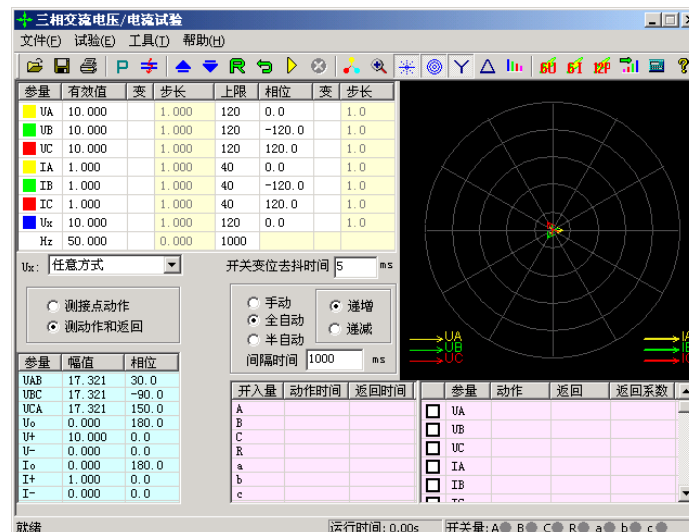 三相交流电压/电流试验
文件(F) 试验(E) 工具(T) 帮助(H)
P R 6U 6I 12P ?
参量 有效值 变 步长 上限 相位 变 步长
UA 10.000 1.000 120 0.0 1.0
UB 10.000 1.000 120 -120.0 1.0
UC 10.000 1.000 120 120.0 1.0
IA 1.000 1.000 40 0.0 1.0
IB 1.000 1.000 40 -120.0 1.0
IC 1.000 1.000 40 120.0 1.0
Ux 10.000 1.000 120 0.0 1.0
Hz 50.000 0.000 1000
Ux: 任意方式 开关变位去抖时间 5 ms
测接点动作
测动作和返回
手动
全自动
半自动
递增
递减
间隔时间 1000 ms
UA
UB
UC
参量 幅值 相位
UAB 17.321 30.0
UBC 17.321 -90.0
UCA 17.321 150.0
Uo 0.000 180.0
U+ 10.000 0.0
U- 0.000 0.0
Io 0.000 180.0
I+ 1.000 0.0
I- 0.000 0.0
开入量 动作时间 返回时间
A
B
C
R
a
b
c
参量 动作 返回 返回系数
UA
UB
UC
IA
IB
就绪 运行时间: 0.00s 开关量: A B C R a b c